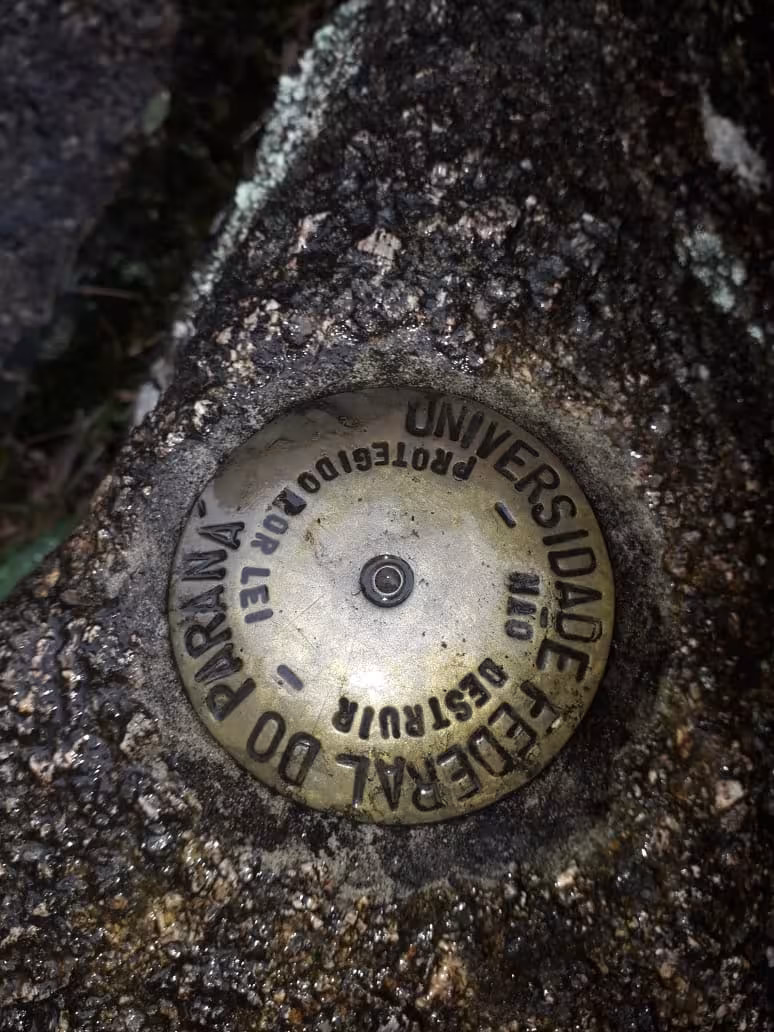 UNIVERSIDADE FEDERAL DO PARANÁ
PROTEGIDO POR LEI - NÃO DESTRUIR -